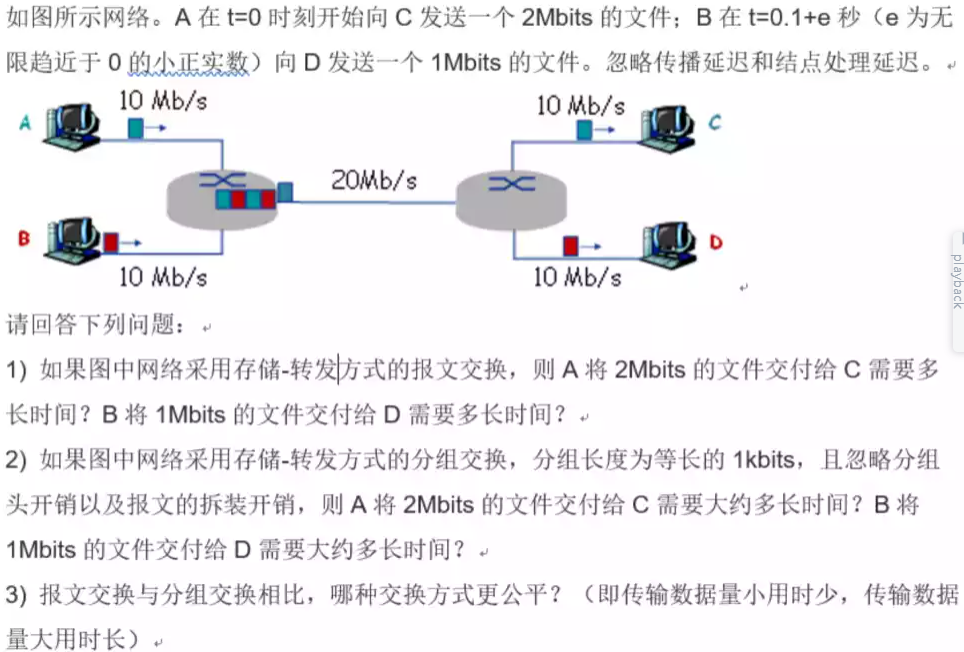 如图所示网络。A 在 t=0 时刻开始向 C 发送一个 2Mbits 的文件；B 在 t=0.1+e 秒（e 为无
限趋近于 0 的小正实数）向 D 发送一个 1Mbits 的文件。忽略传播延迟和结点处理延迟。
10 Mb/s
10 Mb/s
A
C
20Mb/s
B
D
10 Mb/s
10 Mb/s
playback
请回答下列问题：
1) 如果图中网络采用存储-转发方式的报文交换，则 A 将 2Mbits 的文件交付给 C 需要多
长时间？B 将 1Mbits 的文件交付给 D 需要多长时间？
2) 如果图中网络采用存储-转发方式的分组交换，分组长度为等长的 1kbits，且忽略分组
头开销以及报文的拆装开销，则 A 将 2Mbits 的文件交付给 C 需要大约多长时间？B 将
1Mbits 的文件交付给 D 需要大约多长时间？
3) 报文交换与分组交换相比，哪种交换方式更公平？（即传输数据量小用时少，传输数据
量大用时长）